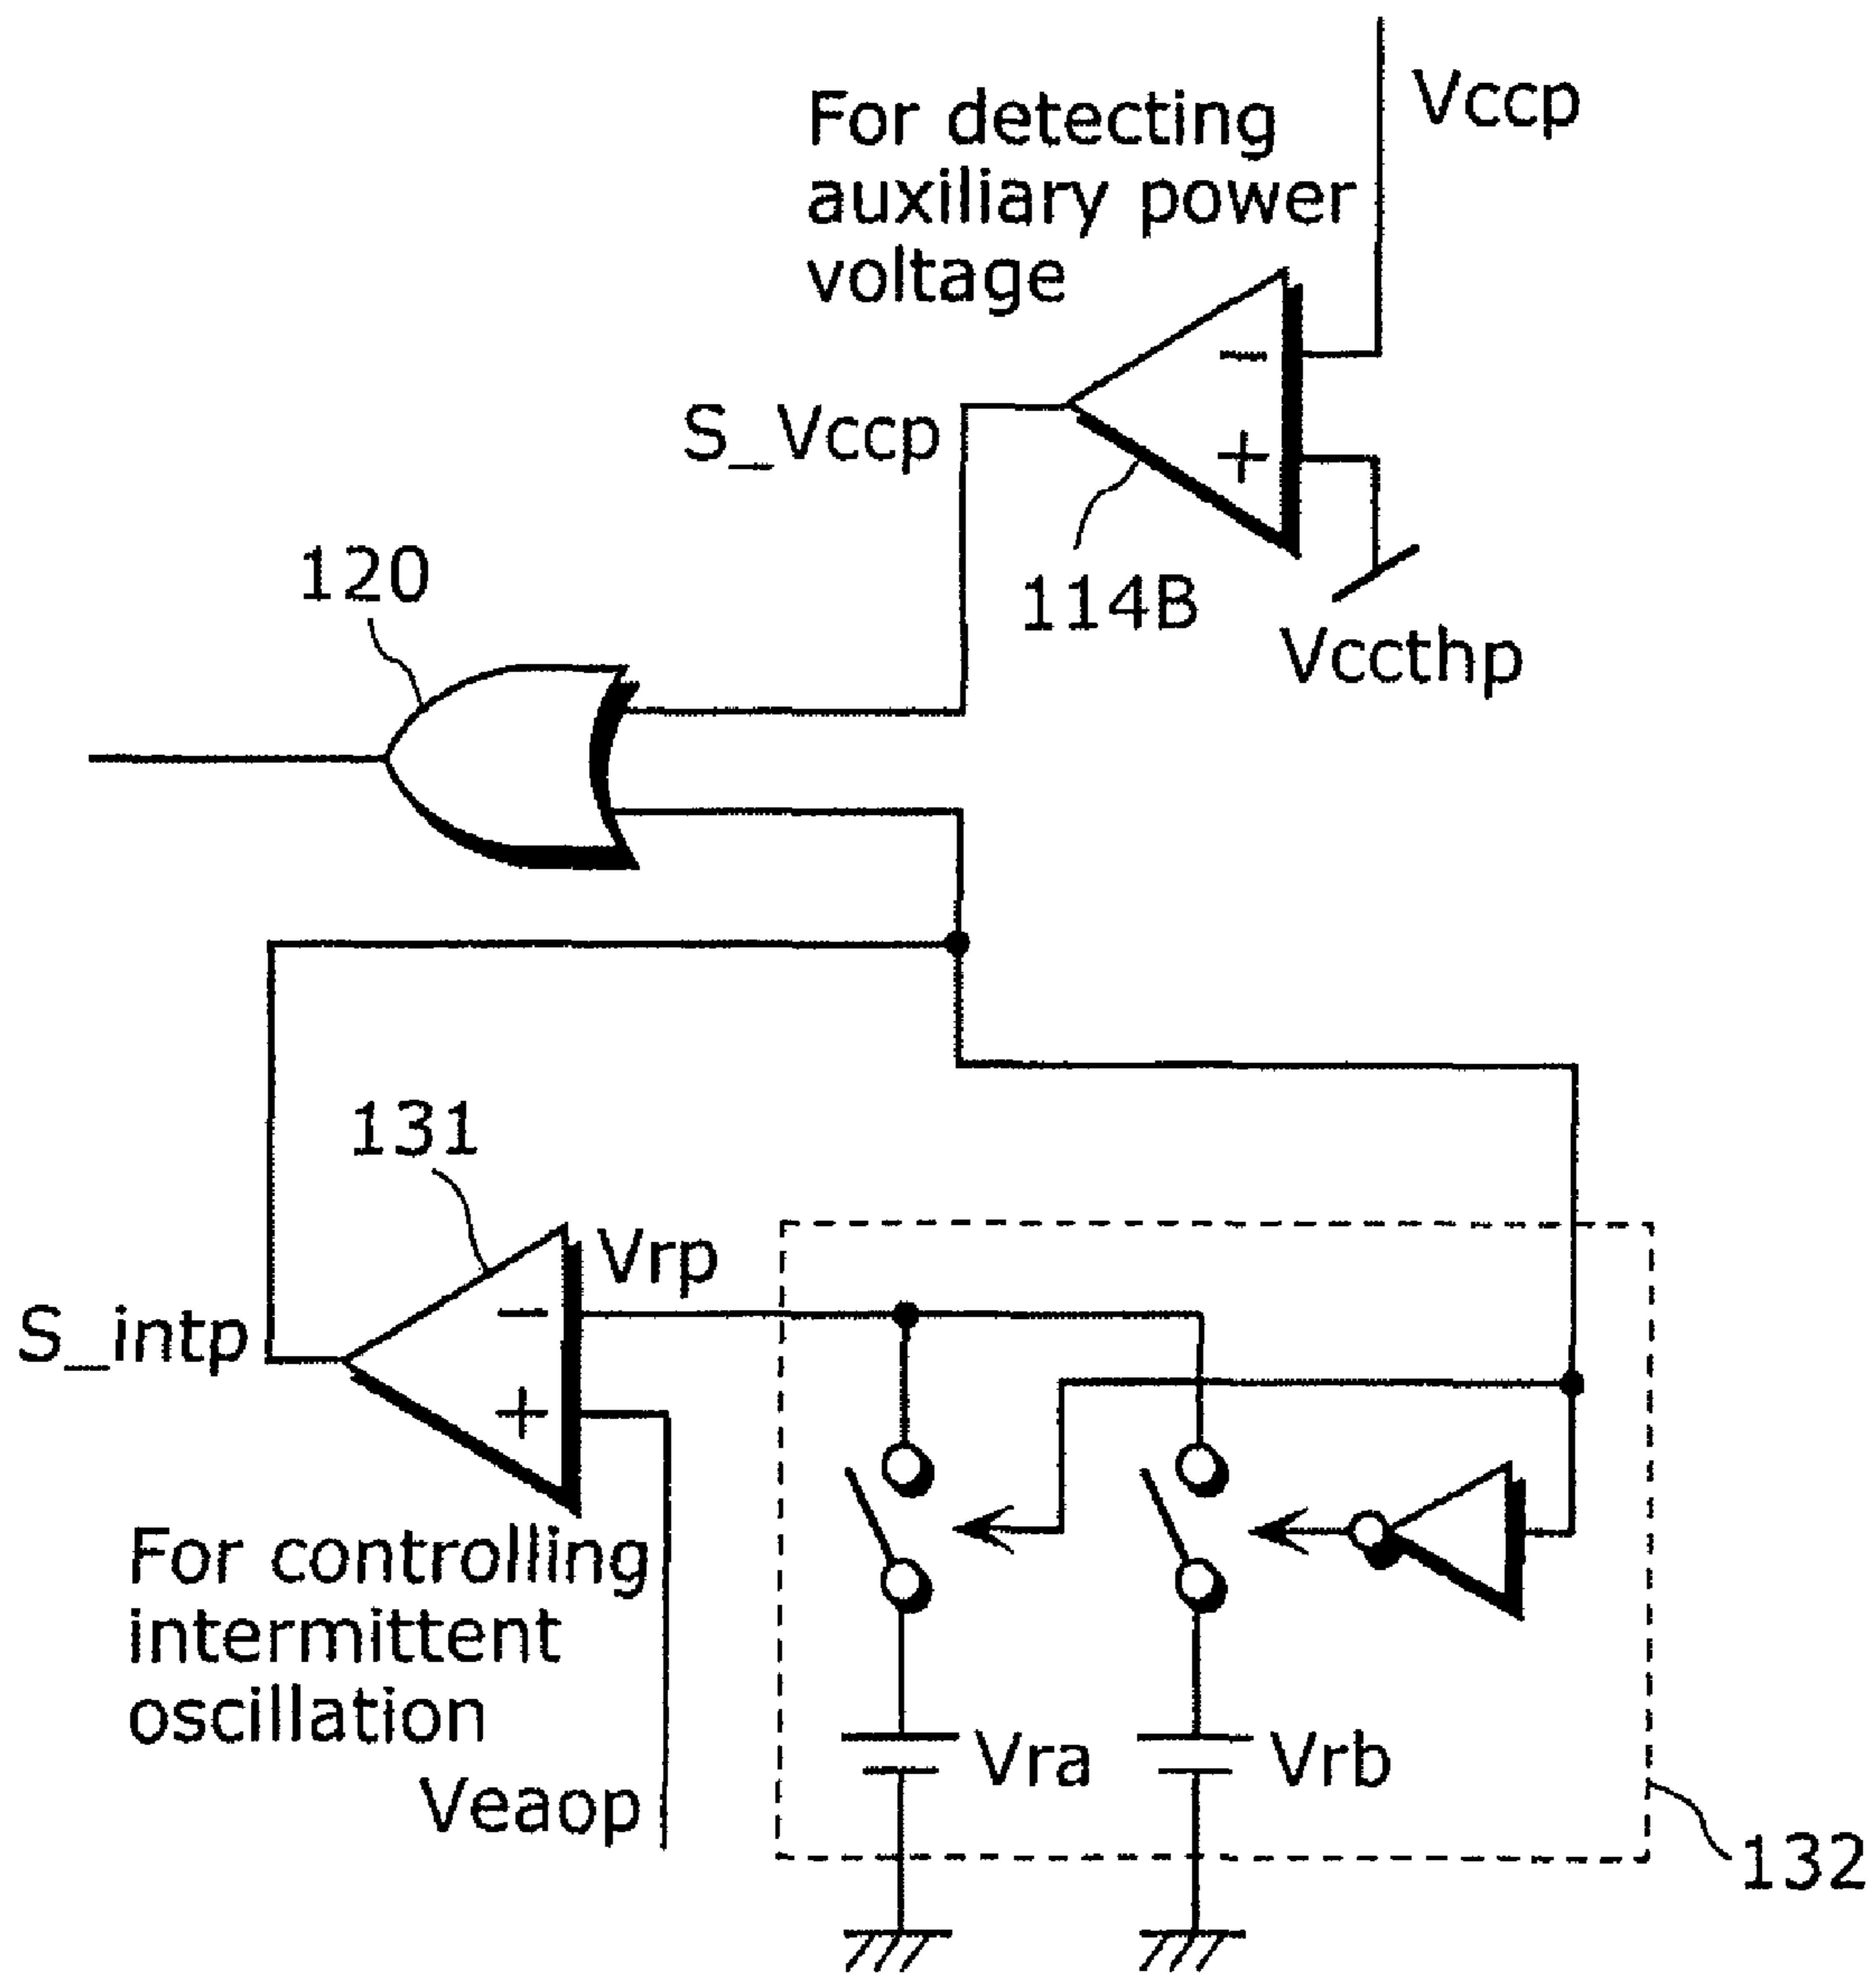 Vccp
For detecting
auxiliary power
voltage
−
S_Vccp
+
120
114B
Vccthp
131
Vrp
−
S_intp
+
For controlling
intermittent
oscillation
Vra
Vrb
Veaop
132